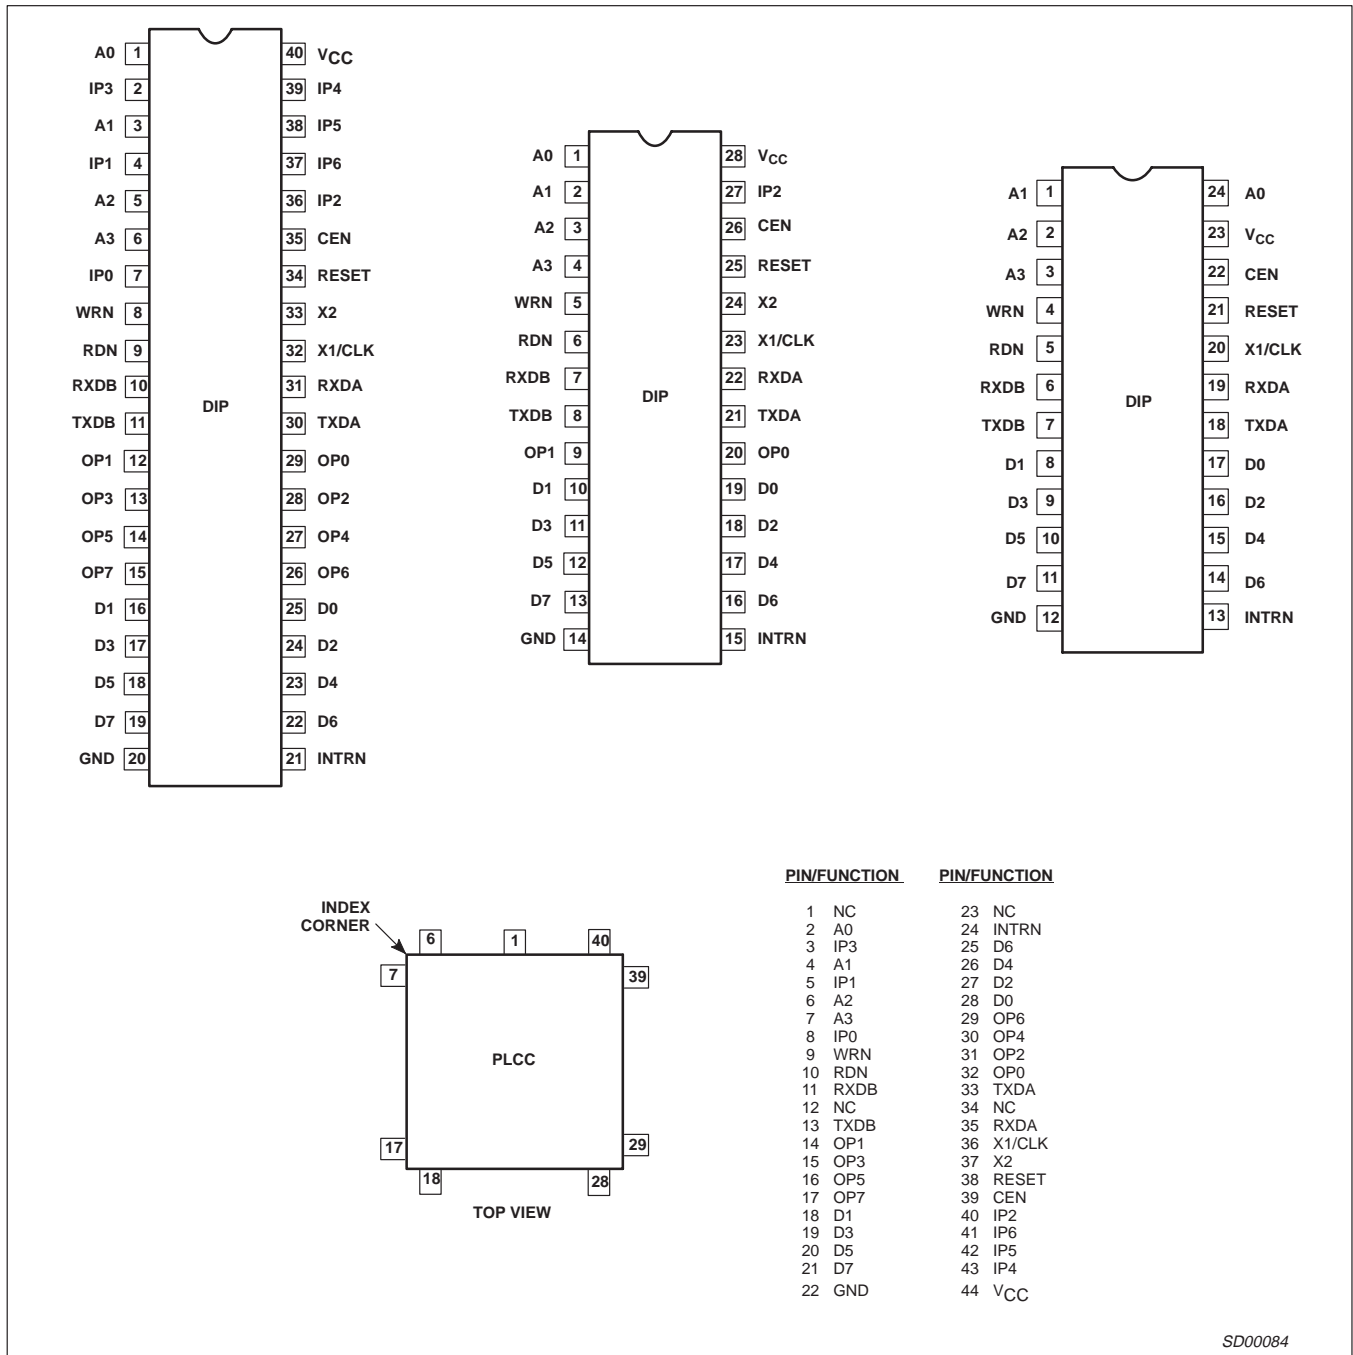 A0 1 40 VCC
IP3 2 39 IP4
A1 3 38 IP5
IP1 4 37 IP6
A2 5 36 IP2
A3 6 35 CEN
IP0 7 34 RESET
WRN 8 33 X2
RDN 9 32 X1/CLK
RXDB 10 31 RXDA
TXDB 11 30 TXDA
OP1 12 29 OP0
OP3 13 28 OP2
OP5 14 27 OP4
OP7 15 26 OP6
D1 16 25 D0
D3 17 24 D2
D5 18 23 D4
D7 19 22 D6
GND 20 21 INTRN
DIP
A0 1 28 VCC
A1 2 27 IP2
A2 3 26 CEN
A3 4 25 RESET
WRN 5 24 X2
RDN 6 23 X1/CLK
RXDB 7 22 RXDA
TXDB 8 21 TXDA
OP1 9 20 OP0
D1 10 19 D0
D3 11 18 D2
D5 12 17 D4
D7 13 16 D6
GND 14 15 INTRN
DIP
A1 1 24 A0
A2 2 23 VCC
A3 3 22 CEN
WRN 4 21 RESET
RDN 5 20 X1/CLK
RXDB 6 19 RXDA
TXDB 7 18 TXDA
D1 8 17 D0
D3 9 16 D2
D5 10 15 D4
D7 11 14 D6
GND 12 13 INTRN
DIP
INDEX
CORNER
6 1 40
7 39
PLCC
17 29
18 28
TOP VIEW
PIN/FUNCTION PIN/FUNCTION
1 NC 23 NC
2 A0 24 INTRN
3 IP3 25 D6
4 A1 26 D4
5 IP1 27 D2
6 A2 28 D0
7 A3 29 OP6
8 IP0 30 OP4
9 WRN 31 OP2
10 RDN 32 OP0
11 RXDB 33 TXDA
12 NC 34 NC
13 TXDB 35 RXDA
14 OP1 36 X1/CLK
15 OP3 37 X2
16 OP5 38 RESET
17 OP7 39 CEN
18 D1 40 IP2
19 D3 41 IP6
20 D5 42 IP5
21 D7 43 IP4
22 GND 44 VCC
SD00084